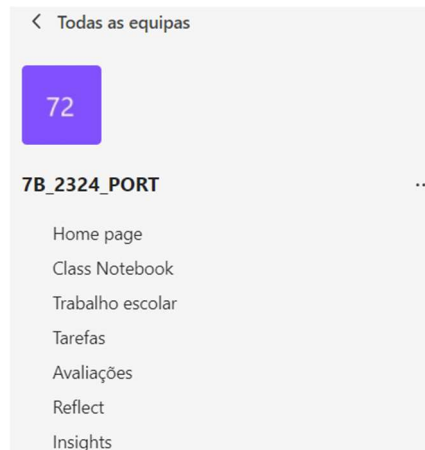 Todas as equipas
72
7B_2324_PORT
Home page
Class Notebook
Trabalho escolar
Tarefas
Avaliações
Reflect
Insights